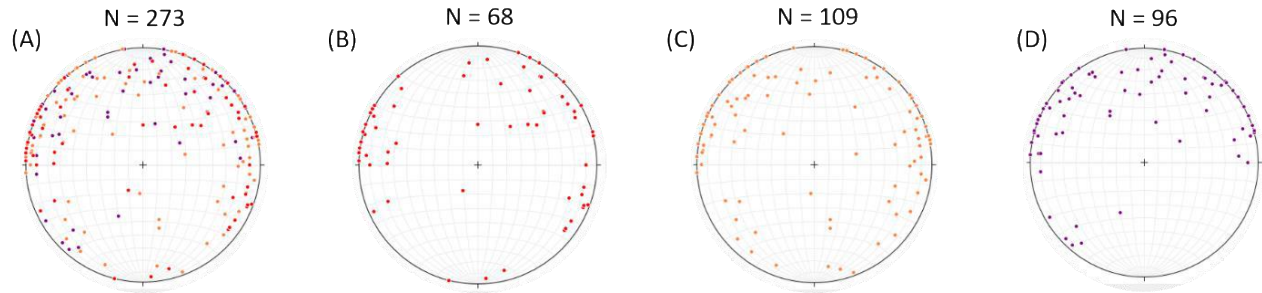 N = 273
N = 68
N = 109
N = 96
(A)
(B)
(C)
(D)